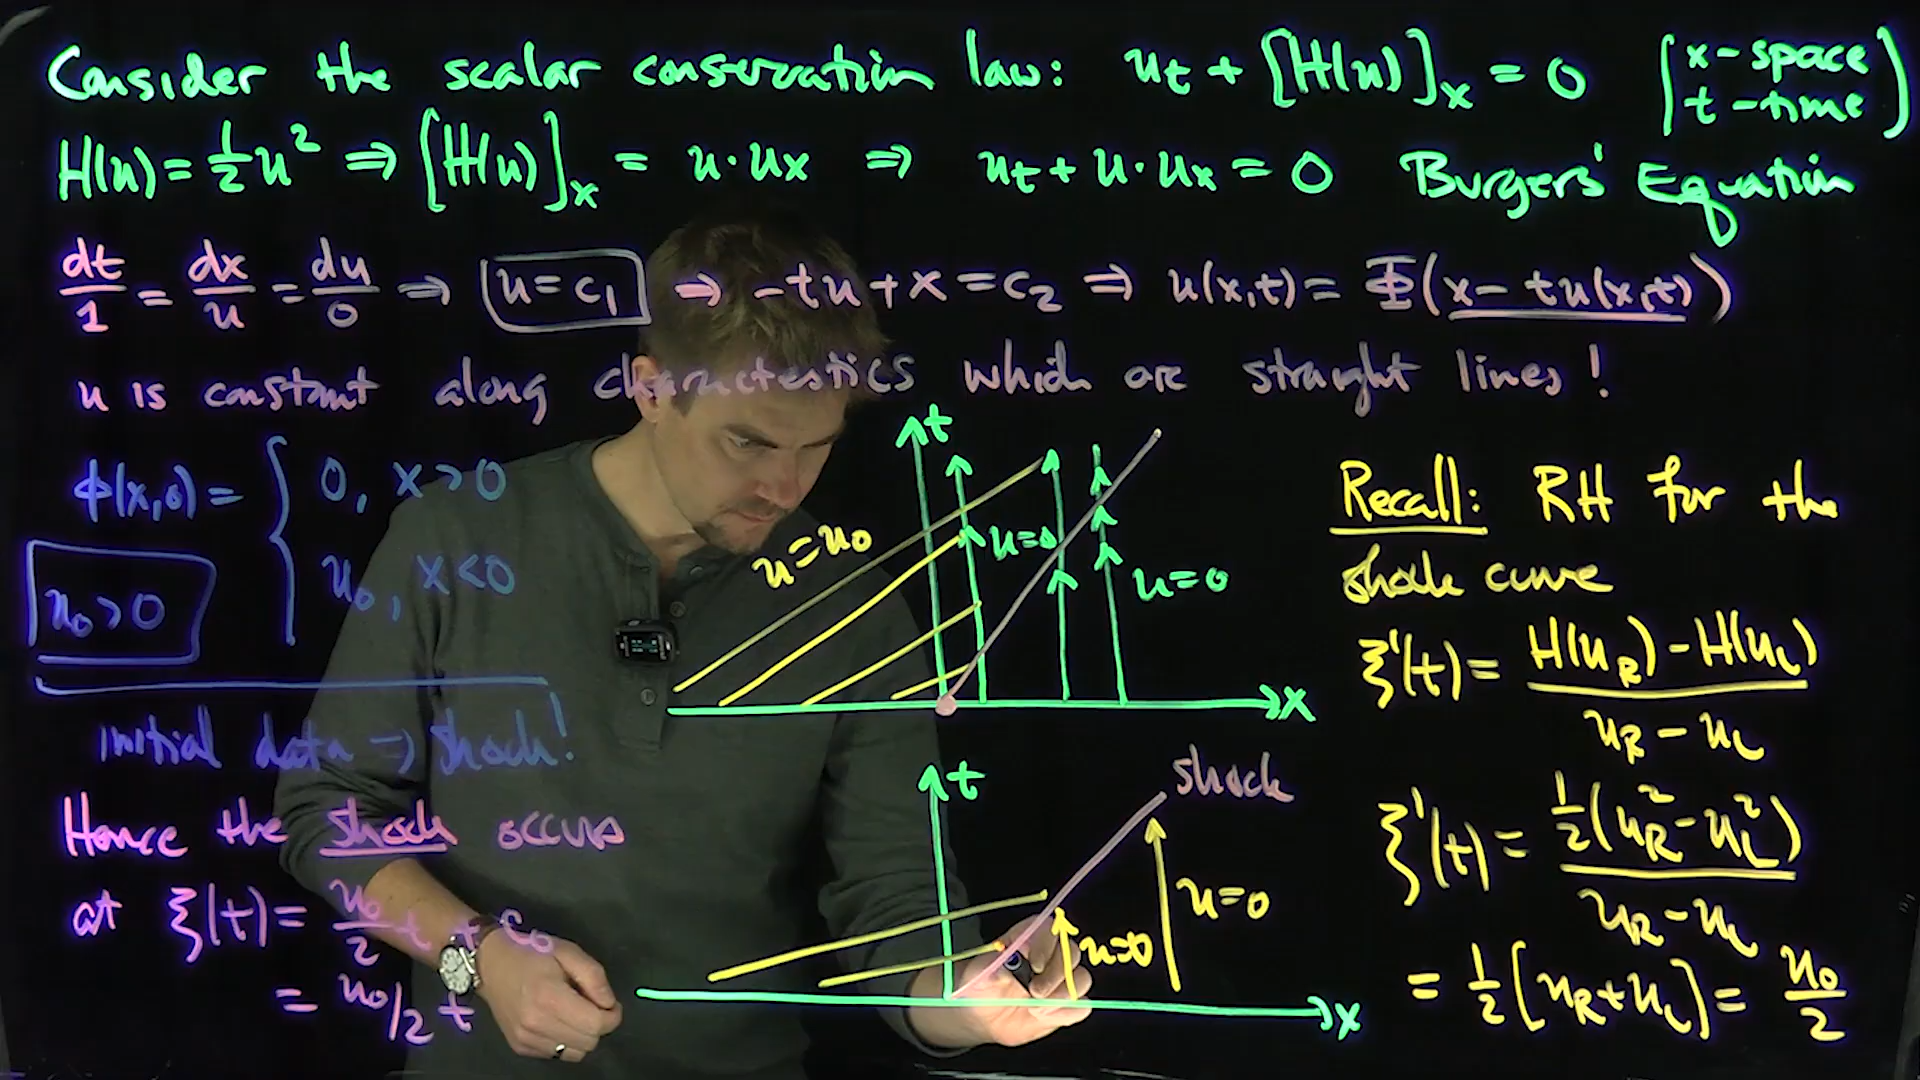 Consider the scalar conservation law: u_t + [H(u)]_x = 0 (x-space
t-time)
H(u) = 1/2 u² ⇒ [H(u)]_x = u·u_x ⇒ u_t + u·u_x = 0 Burgers' Equation
dt/1 = dx/u = du/0 ⇒ u = c₁ ⇒ -tu + x = c₂ ⇒ u(x,t) = Φ(x - tu(x,t))
u is constant along characteristics which are straight lines!
ϕ(x,0) = { 0, x>0
u₀, x<0
u₀>0
initial data → shock!
Hence the shock occurs
at ξ(t) = u₀/2 t + c₀
= u₀/2 t
t
u=u₀
u=0
u=0
x
t
shock
u=0
u=0
x
Recall: RH for the
shock curve
ξ'(t) = H(u_R) - H(u_L) / u_R - u_L
ξ'(t) = 1/2(u_R² - u_L²) / u_R - u_L
= 1/2[u_R + u_L] = u₀/2